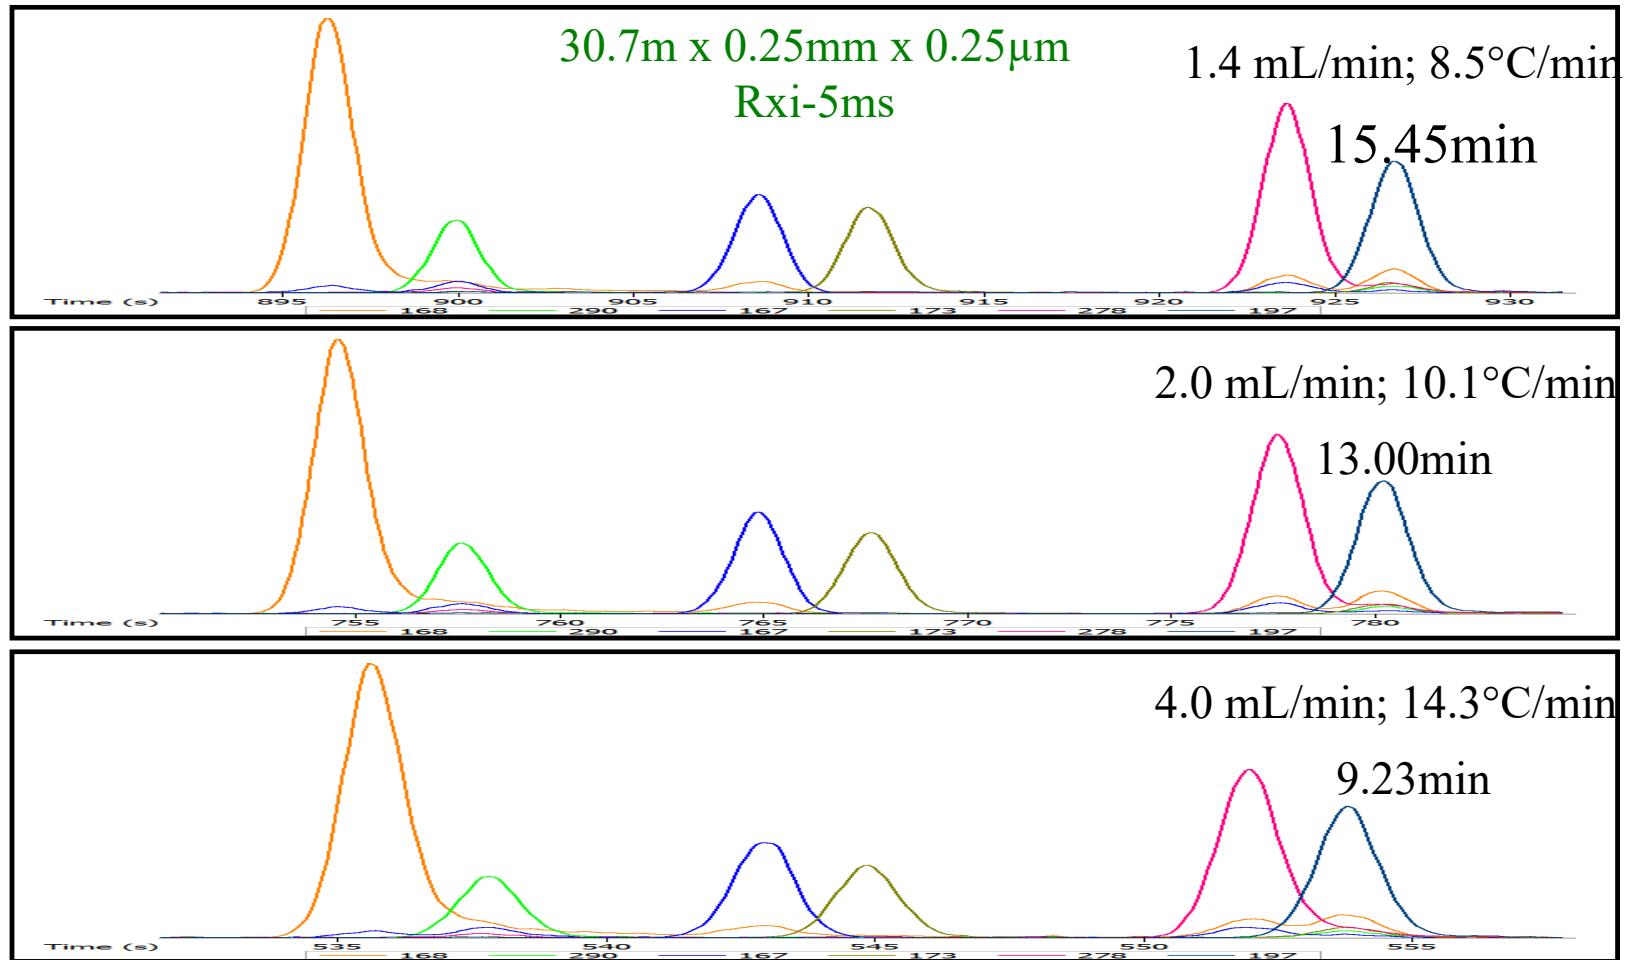 30.7m x 0.25mm x 0.25µm
Rxi-5ms
1.4 mL/min; 8.5°C/min
15.45min
Time (s) 895 900 905 910 915 920 925 930
168 290 167 173 278 197
2.0 mL/min; 10.1°C/min
13.00min
Time (s) 755 760 765 770 775 780
168 290 167 173 278 197
4.0 mL/min; 14.3°C/min
9.23min
Time (s) 535 540 545 550 555
168 290 167 173 278 197